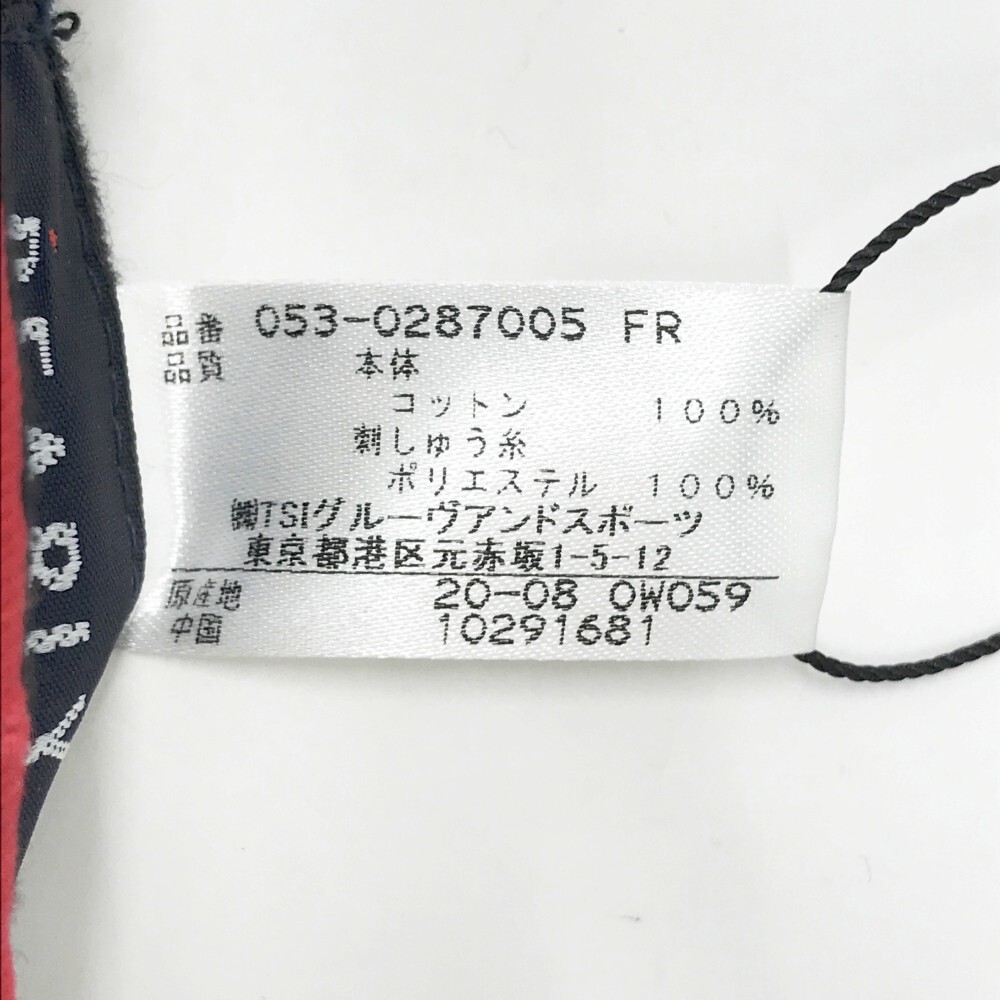 品番 053-0287005 FR
品質 本体
コットン 100%
刺しゅう糸
ポリエステル 100%
㈱TSIグルーヴアンドスポーツ
東京都港区元赤坂1-5-12
原産地 20-08 0W059
中国 10291681